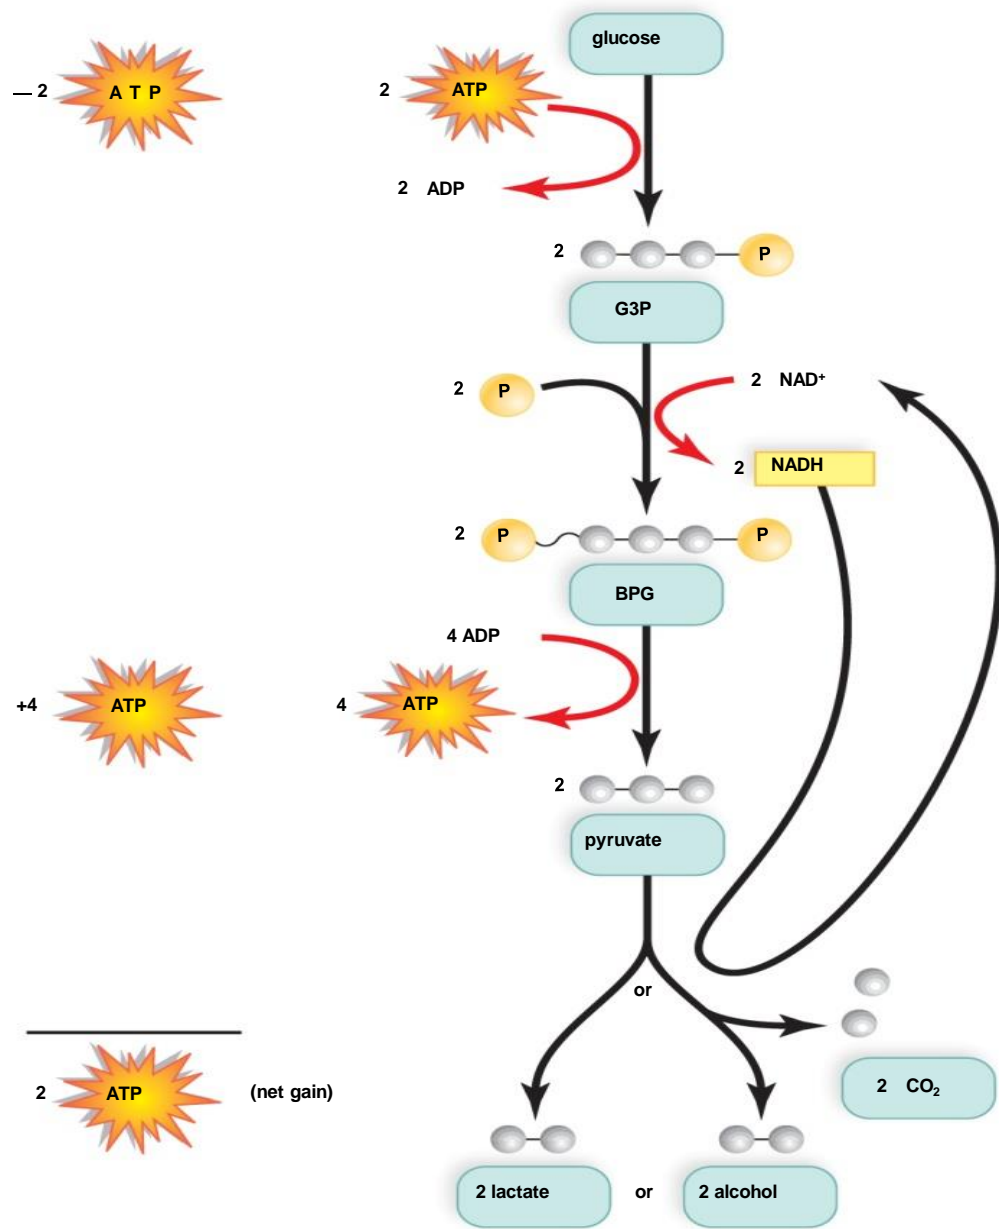 glucose
— 2 A T P
2 ATP
2 ADP
2 P
G3P
2 P
2 NAD⁺
2 NADH
2 P P
BPG
4 ADP
+4 ATP
4 ATP
2
pyruvate
or
2 ATP (net gain)
2 CO₂
2 lactate or 2 alcohol